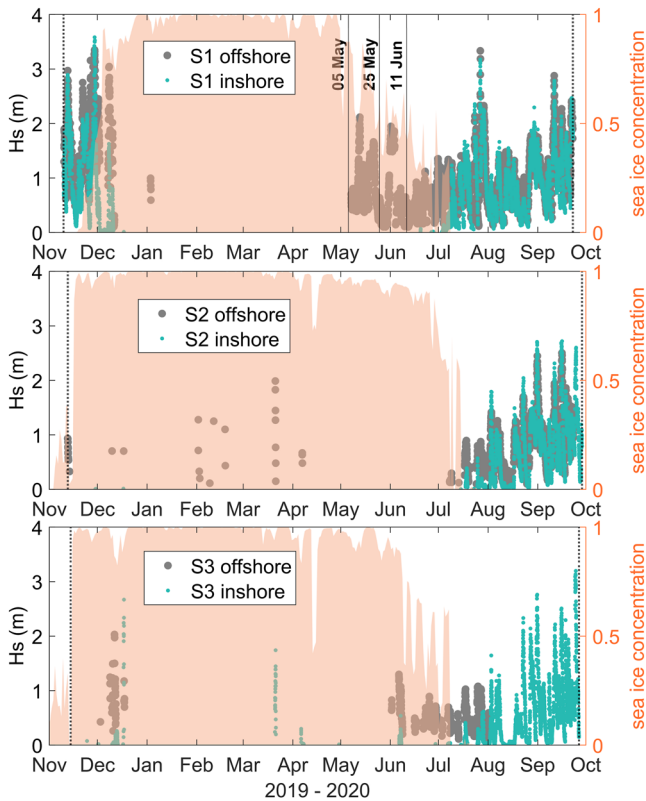 Hs (m)
4
3
2
1
0
S1 offshore
S1 inshore
05 May
25 May
11 Jun
1
0.5
0
sea ice concentration
Nov Dec Jan Feb Mar Apr May Jun Jul Aug Sep Oct
Hs (m)
4
3
2
1
0
S2 offshore
S2 inshore
1
0.5
0
sea ice concentration
Nov Dec Jan Feb Mar Apr May Jun Jul Aug Sep Oct
Hs (m)
4
3
2
1
0
S3 offshore
S3 inshore
1
0.5
0
sea ice concentration
Nov Dec Jan Feb Mar Apr May Jun Jul Aug Sep Oct
2019 - 2020